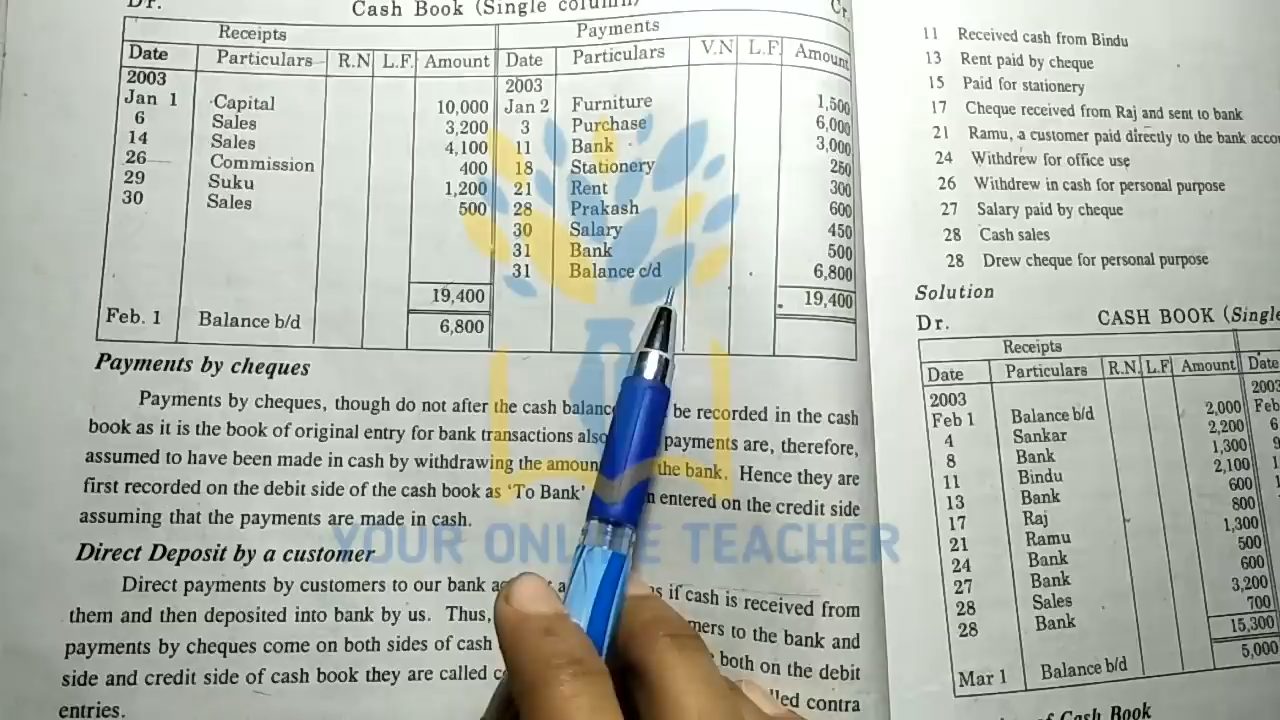 Dr. Cash Book (Single column) Cr.
Receipts Payments
Date Particulars R.N L.F. Amount Date Particulars V.N L.F. Amount
2003 2003
Jan 1 Capital 10,000 Jan 2 Furniture 1,500
6 Sales 3,200 3 Purchase 6,000
14 Sales 4,100 11 Bank 3,000
26 Commission 400 18 Stationery 250
29 Suku 1,200 21 Rent 300
30 Sales 500 28 Prakash 600
30 Salary 450
31 Bank 500
31 Balance c/d 6,800
19,400 19,400
Feb. 1 Balance b/d 6,800
Payments by cheques
Payments by cheques, though do not after the cash balance be recorded in the cash
book as it is the book of original entry for bank transactions also payments are, therefore,
assumed to have been made in cash by withdrawing the amoun the bank. Hence they are
first recorded on the debit side of the cash book as 'To Bank' n entered on the credit side
assuming that the payments are made in cash.
Direct Deposit by a customer
Direct payments by customers to our bank a s if cash is received from
them and then deposited into bank by us. Thus, mers to the bank and
payments by cheques come on both sides of cash both on the debit
side and credit side of cash book they are called c lled contra
entries.
YOUR ONLINE TEACHER
11 Received cash from Bindu
13 Rent paid by cheque
15 Paid for stationery
17 Cheque received from Raj and sent to bank
21 Ramu, a customer paid directly to the bank acco
24 Withdrew for office use
26 Withdrew in cash for personal purpose
27 Salary paid by cheque
28 Cash sales
28 Drew cheque for personal purpose
Solution
Dr. CASH BOOK (Single
Receipts
Date Particulars R.N. L.F Amount Date
2003 2003
Feb 1 Balance b/d 2,000 Feb
4 Sankar 2,200 6
8 Bank 1,300 9
11 Bindu 2,100
13 Bank 600
17 Raj 800
21 Ramu 1,300
24 Bank 500
27 Bank 600
28 Sales 3,200
28 Bank 700
15,300
Mar 1 Balance b/d 5,000
of Cash Book